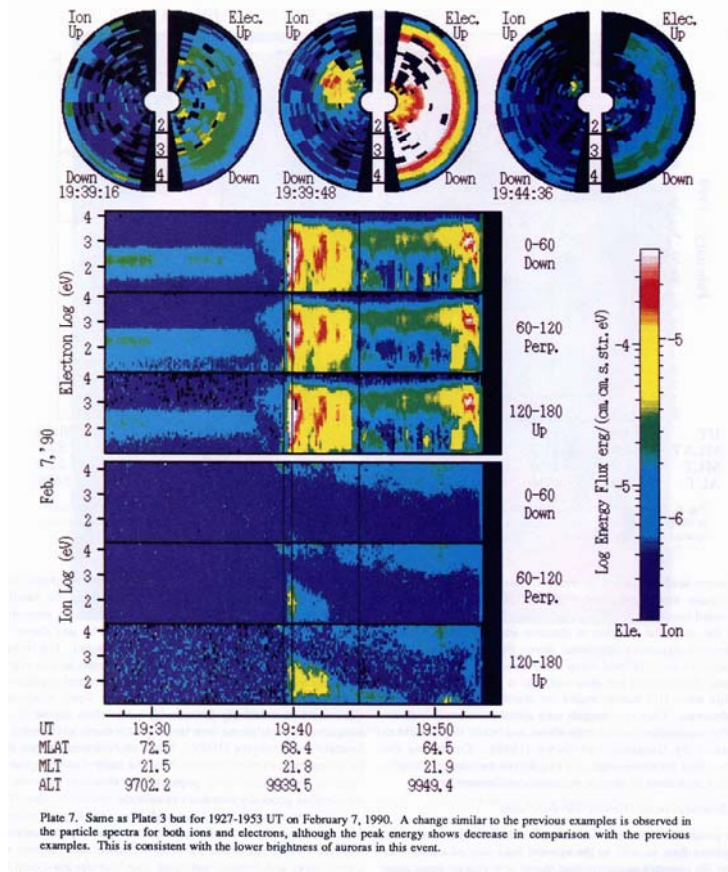 Ion Up Elec. Up Ion Up Elec. Up Ion Up Elec. Up
2 2 2
3 3 3
Down 4 Down Down 4 Down Down 4 Down
19:39:16 19:39:48 19:44:36
Feb. 7,'90
Electron Log (eV)
4
3
2
0-60
Down
4
3
2
60-120
Perp.
4
3
2
120-180
Up
Ion Log (eV)
4
3
2
0-60
Down
4
3
2
60-120
Perp.
4
3
2
120-180
Up
Log Energy Flux erg/(cm.cm.s.str.eV)
-4 -5
-5 -6
Ele. Ion
UT 19:30 19:40 19:50
MLAT 72.5 68.4 64.5
MLT 21.5 21.8 21.9
ALT 9702.2 9939.5 9949.4
Plate 7. Same as Plate 3 but for 1927-1953 UT on February 7, 1990. A change similar to the previous examples is observed in
the particle spectra for both ions and electrons, although the peak energy shows decrease in comparison with the previous
examples. This is consistent with the lower brightness of auroras in this event.